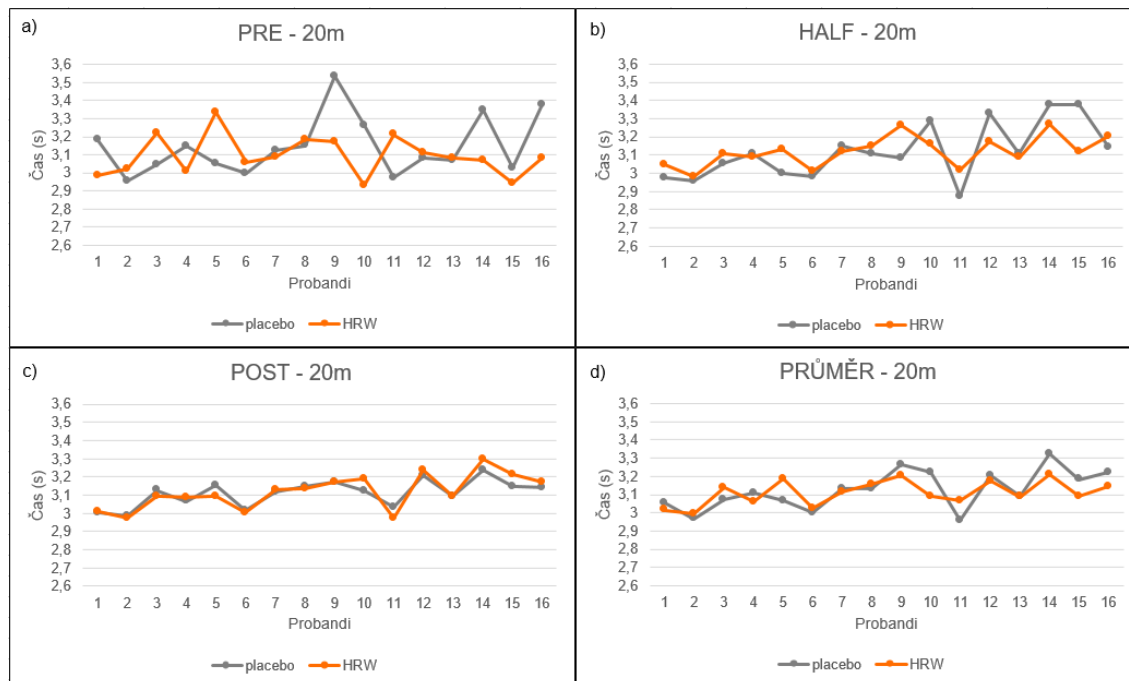 a)
PRE - 20m
3,6
3,5
3,4
3,3
3,2
3,1
3
2,9
2,8
2,7
2,6
Čas (s)
1 2 3 4 5 6 7 8 9 10 11 12 13 14 15 16
Probandi
placebo HRW
b)
HALF - 20m
3,6
3,5
3,4
3,3
3,2
3,1
3
2,9
2,8
2,7
2,6
Čas (s)
1 2 3 4 5 6 7 8 9 10 11 12 13 14 15 16
Probandi
placebo HRW
c)
POST - 20m
3,6
3,5
3,4
3,3
3,2
3,1
3
2,9
2,8
2,7
2,6
Čas (s)
1 2 3 4 5 6 7 8 9 10 11 12 13 14 15 16
Probandi
placebo HRW
d)
PRŮMĚR - 20m
3,6
3,5
3,4
3,3
3,2
3,1
3
2,9
2,8
2,7
2,6
Čas (s)
1 2 3 4 5 6 7 8 9 10 11 12 13 14 15 16
Probandi
placebo HRW